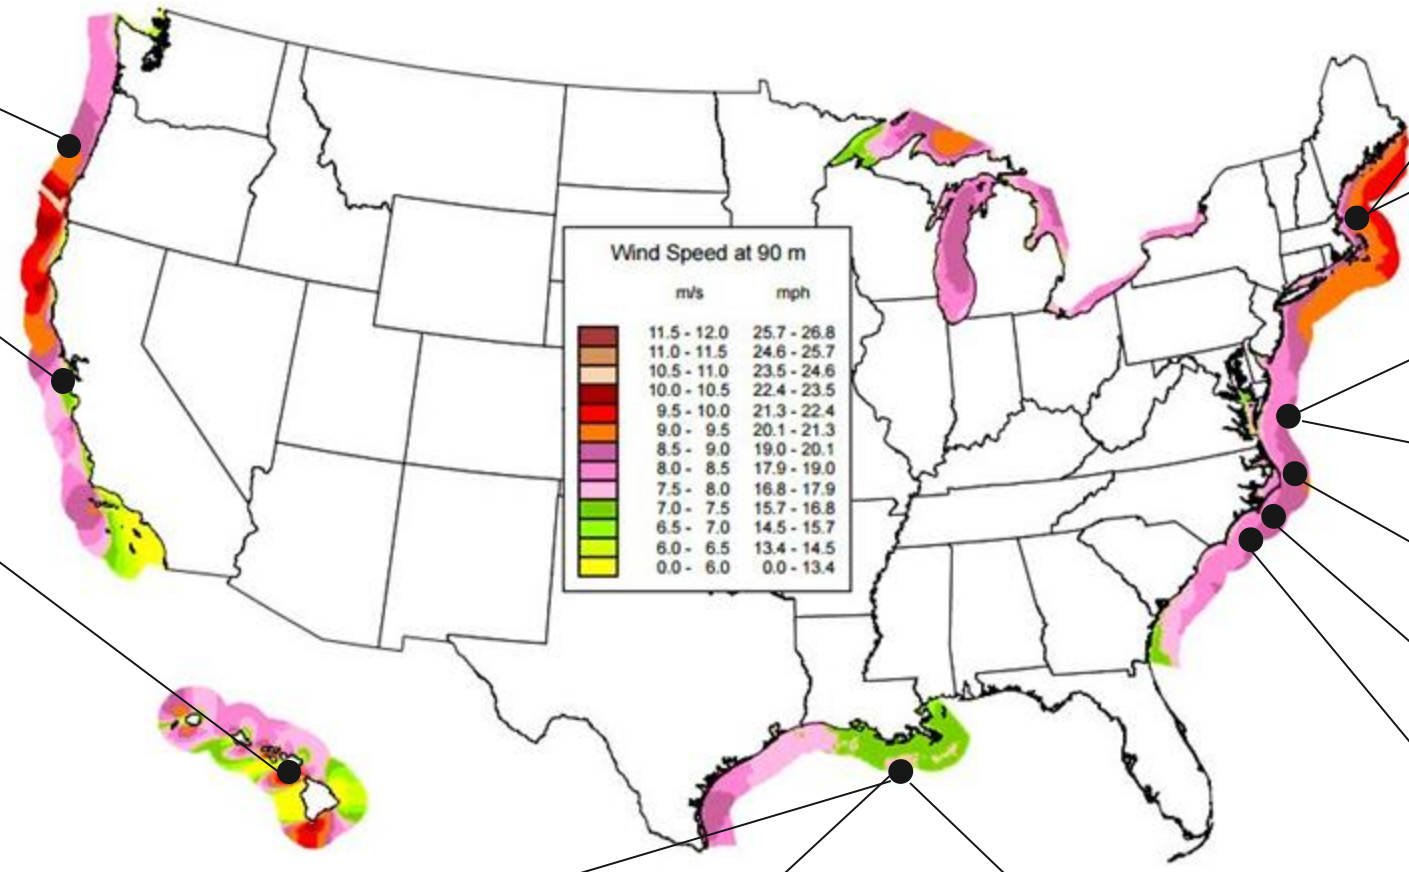 Wind Speed at 90 m
m/s mph
11.5 - 12.0 25.7 - 26.8
11.0 - 11.5 24.6 - 25.7
10.5 - 11.0 23.5 - 24.6
10.0 - 10.5 22.4 - 23.5
9.5 - 10.0 21.3 - 22.4
9.0 - 9.5 20.1 - 21.3
8.5 - 9.0 19.0 - 20.1
8.0 - 8.5 17.9 - 19.0
7.5 - 8.0 16.8 - 17.9
7.0 - 7.5 15.7 - 16.8
6.5 - 7.0 14.5 - 15.7
6.0 - 6.5 13.4 - 14.5
0.0 - 6.0 0.0 - 13.4